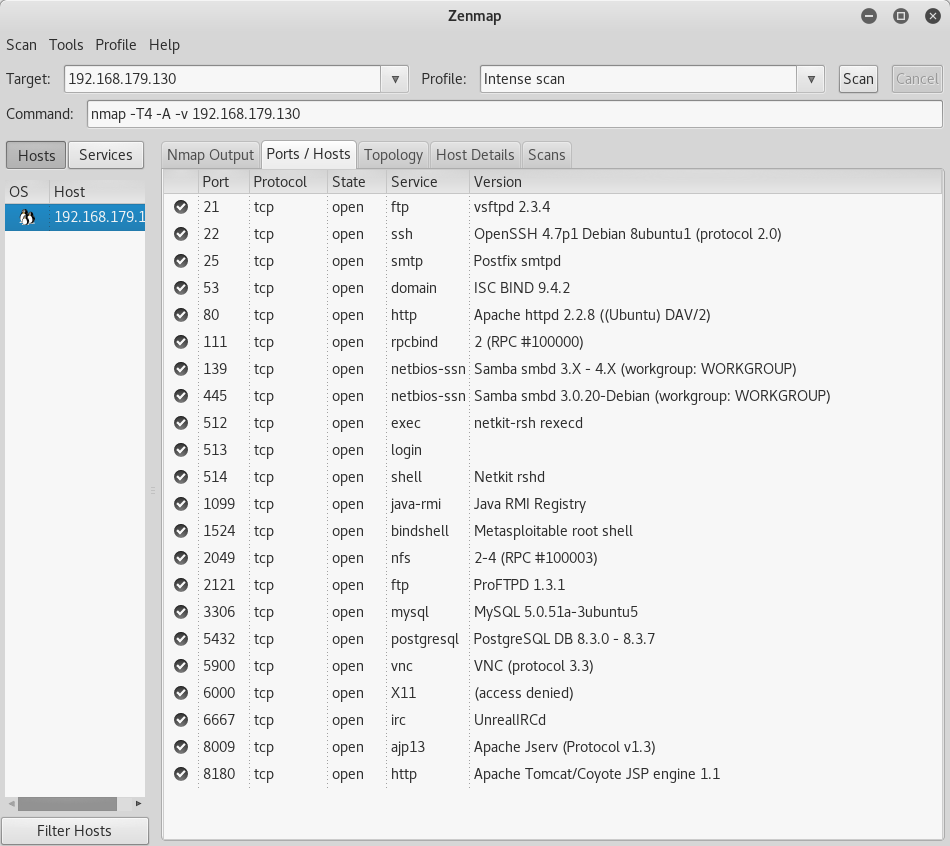 Zenmap
Scan Tools Profile Help
Target: 192.168.179.130 Profile: Intense scan Scan Cancel
Command: nmap -T4 -A -v 192.168.179.130
Hosts Services Nmap Output Ports / Hosts Topology Host Details Scans
OS Host
192.168.179.1
Port Protocol State Service Version
21 tcp open ftp vsftpd 2.3.4
22 tcp open ssh OpenSSH 4.7p1 Debian 8ubuntu1 (protocol 2.0)
25 tcp open smtp Postfix smtpd
53 tcp open domain ISC BIND 9.4.2
80 tcp open http Apache httpd 2.2.8 ((Ubuntu) DAV/2)
111 tcp open rpcbind 2 (RPC #100000)
139 tcp open netbios-ssn Samba smbd 3.X - 4.X (workgroup: WORKGROUP)
445 tcp open netbios-ssn Samba smbd 3.0.20-Debian (workgroup: WORKGROUP)
512 tcp open exec netkit-rsh rexecd
513 tcp open login
514 tcp open shell Netkit rshd
1099 tcp open java-rmi Java RMI Registry
1524 tcp open bindshell Metasploitable root shell
2049 tcp open nfs 2-4 (RPC #100003)
2121 tcp open ftp ProFTPD 1.3.1
3306 tcp open mysql MySQL 5.0.51a-3ubuntu5
5432 tcp open postgresql PostgreSQL DB 8.3.0 - 8.3.7
5900 tcp open vnc VNC (protocol 3.3)
6000 tcp open X11 (access denied)
6667 tcp open irc UnrealIRCd
8009 tcp open ajp13 Apache Jserv (Protocol v1.3)
8180 tcp open http Apache Tomcat/Coyote JSP engine 1.1
Filter Hosts